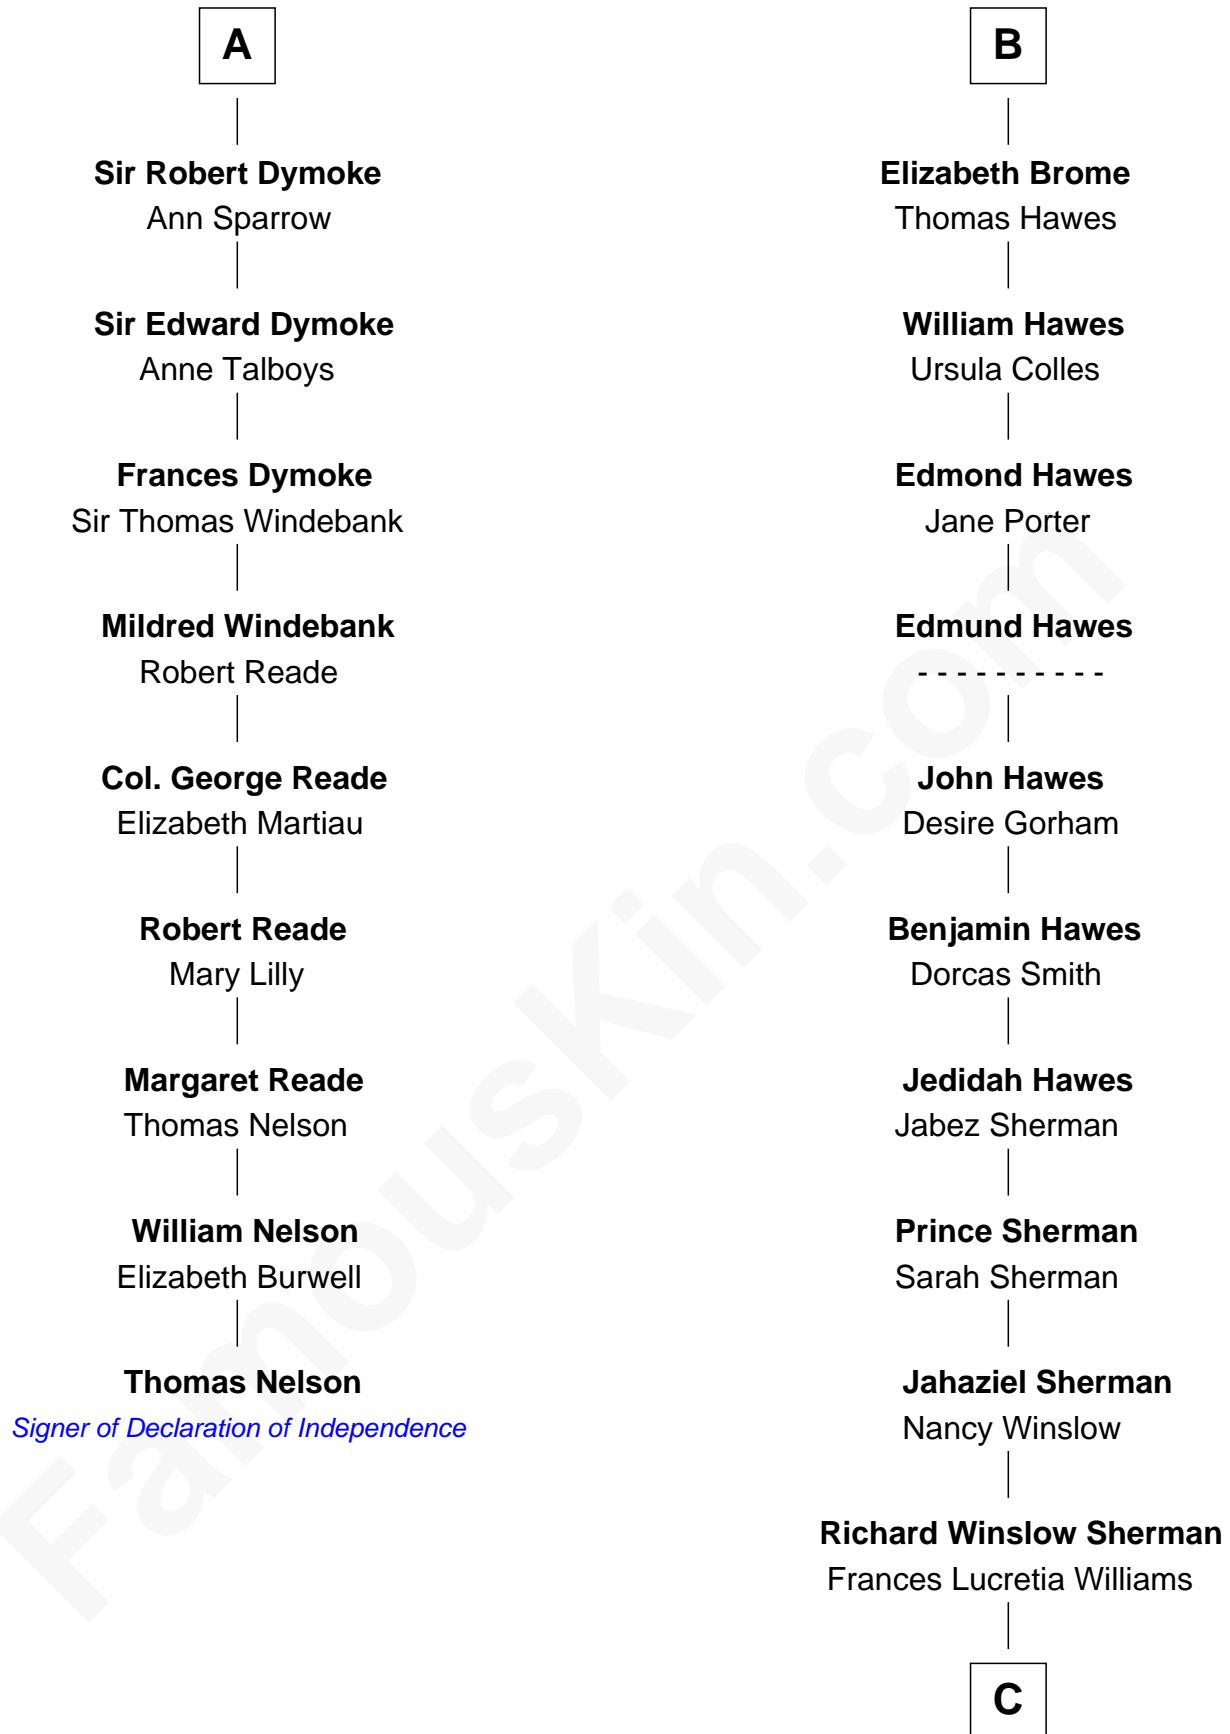 A
Sir Robert Dymoke
Ann Sparrow
Sir Edward Dymoke
Anne Talboys
Frances Dymoke
Sir Thomas Windebank
Mildred Windebank
Robert Reade
Col. George Reade
Elizabeth Martiau
Robert Reade
Mary Lilly
Margaret Reade
Thomas Nelson
William Nelson
Elizabeth Burwell
Thomas Nelson
Signer of Declaration of Independence
B
Elizabeth Brome
Thomas Hawes
William Hawes
Ursula Colles
Edmond Hawes
Jane Porter
Edmund Hawes
- - - - - - - - - -
John Hawes
Desire Gorham
Benjamin Hawes
Dorcas Smith
Jedidah Hawes
Jabez Sherman
Prince Sherman
Sarah Sherman
Jahaziel Sherman
Nancy Winslow
Richard Winslow Sherman
Frances Lucretia Williams
C
FamousKin.com